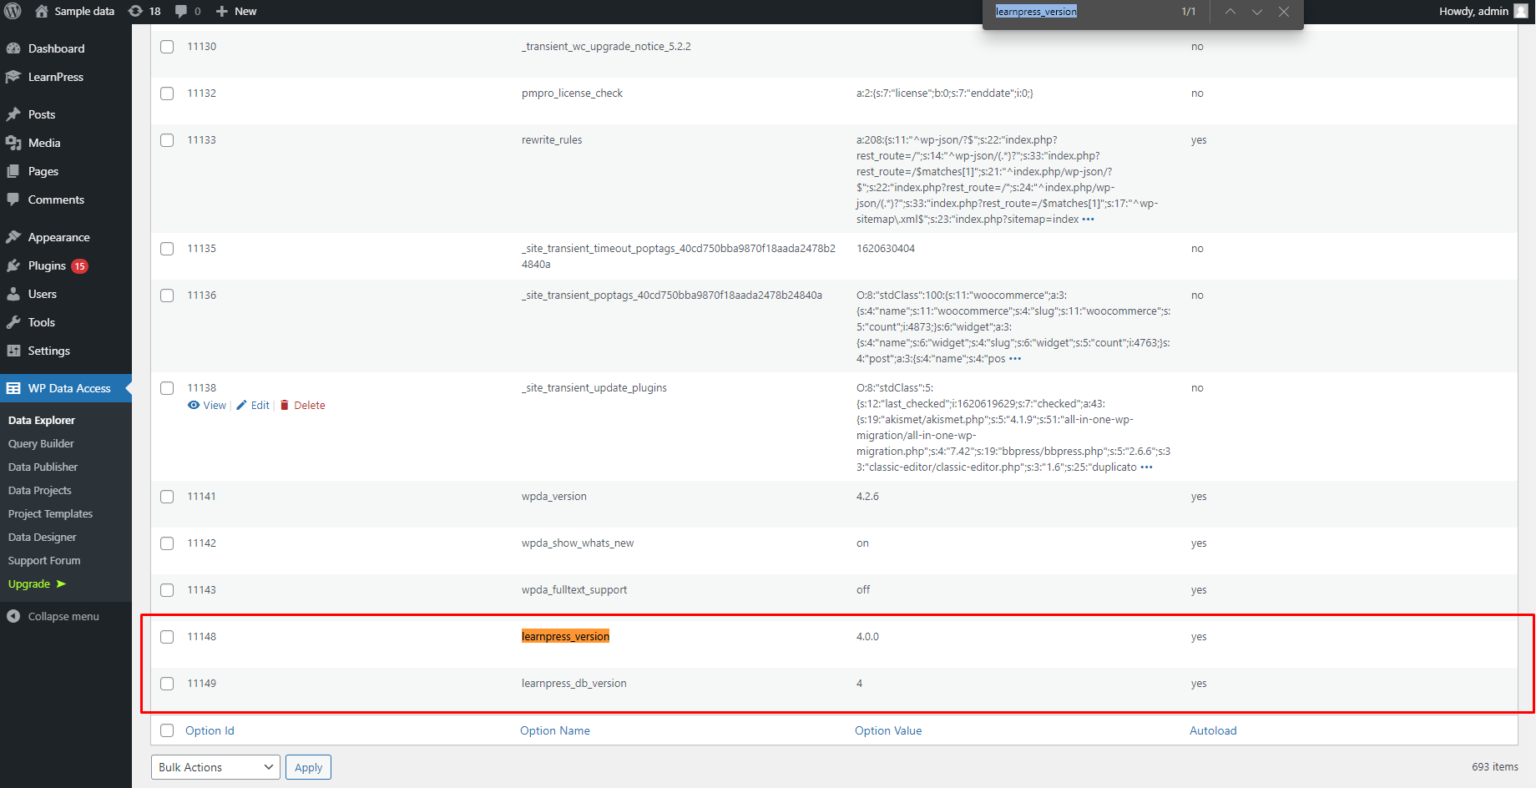 Sample data 18 0 New learnpress_version 1/1 Howdy, admin
Dashboard
LearnPress
Posts
Media
Pages
Comments
Appearance
Plugins 15
Users
Tools
Settings
WP Data Access
Data Explorer
Query Builder
Data Publisher
Data Projects
Project Templates
Data Designer
Support Forum
Upgrade ➤
Collapse menu
11130 _transient_wc_upgrade_notice_5.2.2 no
11132 pmpro_license_check a:2:{s:7:"license";b:0;s:7:"enddate";i:0;} no
11133 rewrite_rules a:208:{s:11:"^wp-json/?$";s:22:"index.php? yes
rest_route=/";s:14:"^wp-json/(.*)?";s:33:"index.php?
rest_route=/$matches[1]";s:21:"^index.php/wp-json/?
$";s:22:"index.php?rest_route=/";s:24:"^index.php/wp-
json/(.*)?";s:33:"index.php?rest_route=/$matches[1]";s:17:"^wp-
sitemap\.xml$";s:23:"index.php?sitemap=index •••
11135 _site_transient_timeout_poptags_40cd750bba9870f18aada2478b2 1620630404 no
4840a
11136 _site_transient_poptags_40cd750bba9870f18aada2478b24840a O:8:"stdClass":100:{s:11:"woocommerce";a:3: no
{s:4:"name";s:11:"woocommerce";s:4:"slug";s:11:"woocommerce";s:
5:"count";i:4873;}s:6:"widget";a:3:
{s:4:"name";s:6:"widget";s:4:"slug";s:6:"widget";s:5:"count";i:4763;}s:
4:"post";a:3:{s:4:"name";s:4:"pos •••
11138 _site_transient_update_plugins O:8:"stdClass":5: no
View | Edit | Delete
{s:12:"last_checked";i:1620619629;s:7:"checked";a:43:
{s:19:"akismet/akismet.php";s:5:"4.1.9";s:51:"all-in-one-wp-
migration/all-in-one-wp-
migration.php";s:4:"7.42";s:19:"bbpress/bbpress.php";s:5:"2.6.6";s:3
3:"classic-editor/classic-editor.php";s:3:"1.6";s:25:"duplicato •••
11141 wpda_version 4.2.6 yes
11142 wpda_show_whats_new on yes
11143 wpda_fulltext_support off yes
11148 learnpress_version 4.0.0 yes
11149 learnpress_db_version 4 yes
Option Id Option Name Option Value Autoload
Bulk Actions Apply 693 items